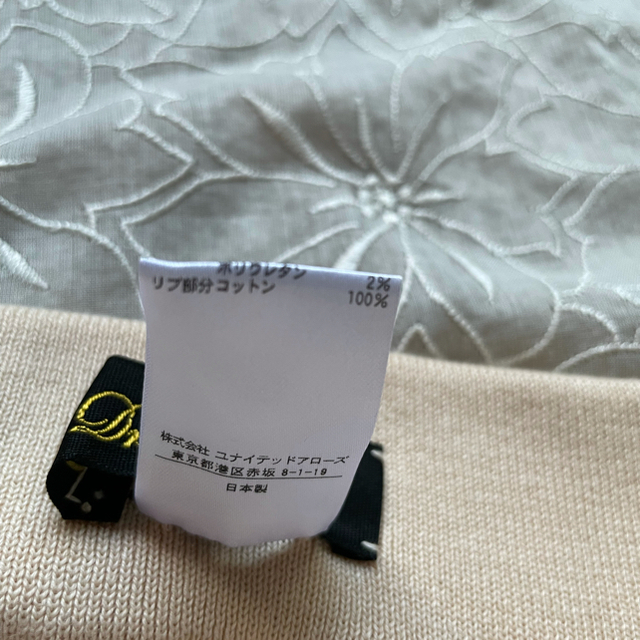 ポリウレタン 2%
リブ部分コットン 100%
株式会社 ユナイテッドアローズ
東京都港区赤坂 8-1-19
日本製